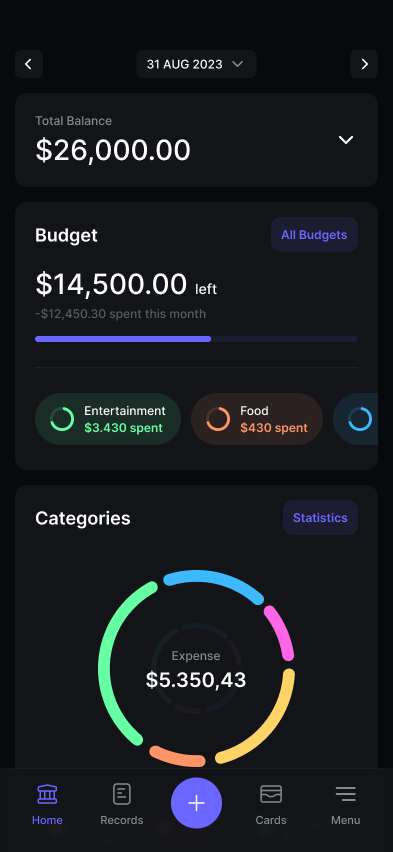 31 AUG 2023
Total Balance
$26,000.00
Budget
All Budgets
$14,500.00 left
-$12,450.30 spent this month
Entertainment
$3.430 spent
Food
$430 spent
Categories
Statistics
Expense
$5.350,43
Home
Records
Cards
Menu